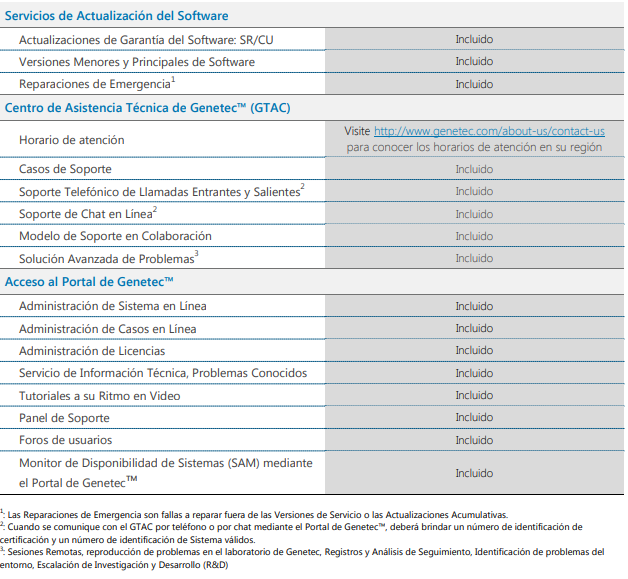 Servicios de Actualización del Software
Actualizaciones de Garantía del Software: SR/CU Incluido
Versiones Menores y Principales de Software Incluido
Reparaciones de Emergencia1 Incluido
Centro de Asistencia Técnica de Genetec™ (GTAC)
Horario de atención Visite http://www.genetec.com/about-us/contact-us
para conocer los horarios de atención en su región
Casos de Soporte Incluido
Soporte Telefónico de Llamadas Entrantes y Salientes2 Incluido
Soporte de Chat en Línea2 Incluido
Modelo de Soporte en Colaboración Incluido
Solución Avanzada de Problemas3 Incluido
Acceso al Portal de Genetec™
Administración de Sistema en Línea Incluido
Administración de Casos en Línea Incluido
Administración de Licencias Incluido
Servicio de Información Técnica, Problemas Conocidos Incluido
Tutoriales a su Ritmo en Video Incluido
Panel de Soporte Incluido
Foros de usuarios Incluido
Monitor de Disponibilidad de Sistemas (SAM) mediante
el Portal de Genetec™ Incluido
1: Las Reparaciones de Emergencia son fallas a reparar fuera de las Versiones de Servicio o las Actualizaciones Acumulativas.
2: Cuando se comunique con el GTAC por teléfono o por chat mediante el Portal de Genetec™, deberá brindar un número de identificación de
certificación y un número de identificación de Sistema válidos.
3: Sesiones Remotas, reproducción de problemas en el laboratorio de Genetec, Registros y Análisis de Seguimiento, Identificación de problemas del
entorno, Escalación de Investigación y Desarrollo (R&D)